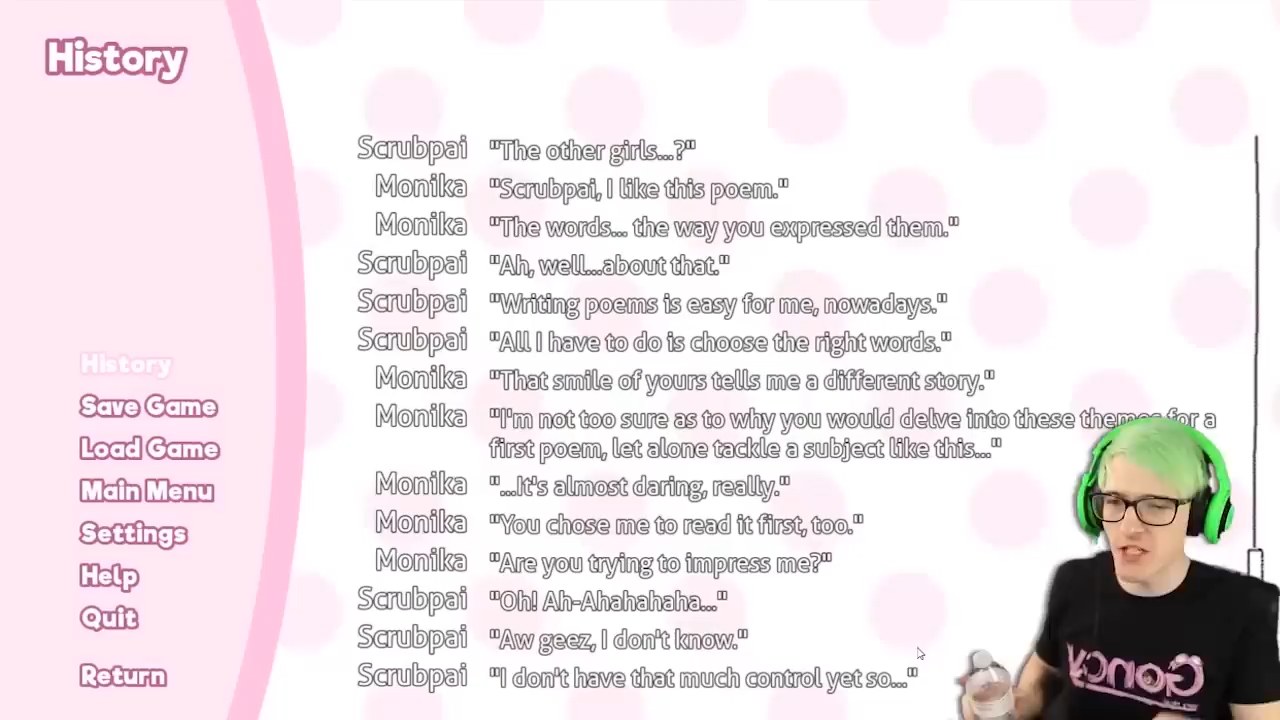 History
Scrubpai "The other girls...?"
Monika "Scrubpai, I like this poem."
Monika "The words... the way you expressed them."
Scrubpai "Ah, well...about that."
Scrubpai "Writing poems is easy for me, nowadays."
Scrubpai "All I have to do is choose the right words."
Monika "That smile of yours tells me a different story."
Monika "I'm not too sure as to why you would delve into these themes for a
first poem, let alone tackle a subject like this..."
Monika "...It's almost daring, really."
Monika "You chose me to read it first, too."
Monika "Are you trying to impress me?"
Scrubpai "Oh! Ah-Ahahahaha..."
Scrubpai "Aw geez, I don't know."
Scrubpai "I don't have that much control yet so..."
History
Save Game
Load Game
Main Menu
Settings
Help
Quit
Return